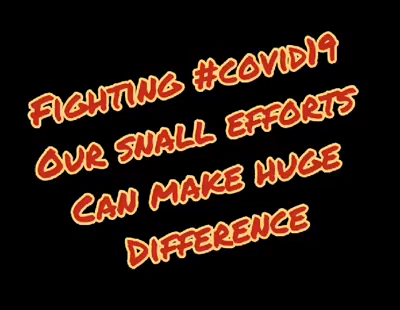 Fighting #covid19
Our snall efforts
Can make huge
Difference